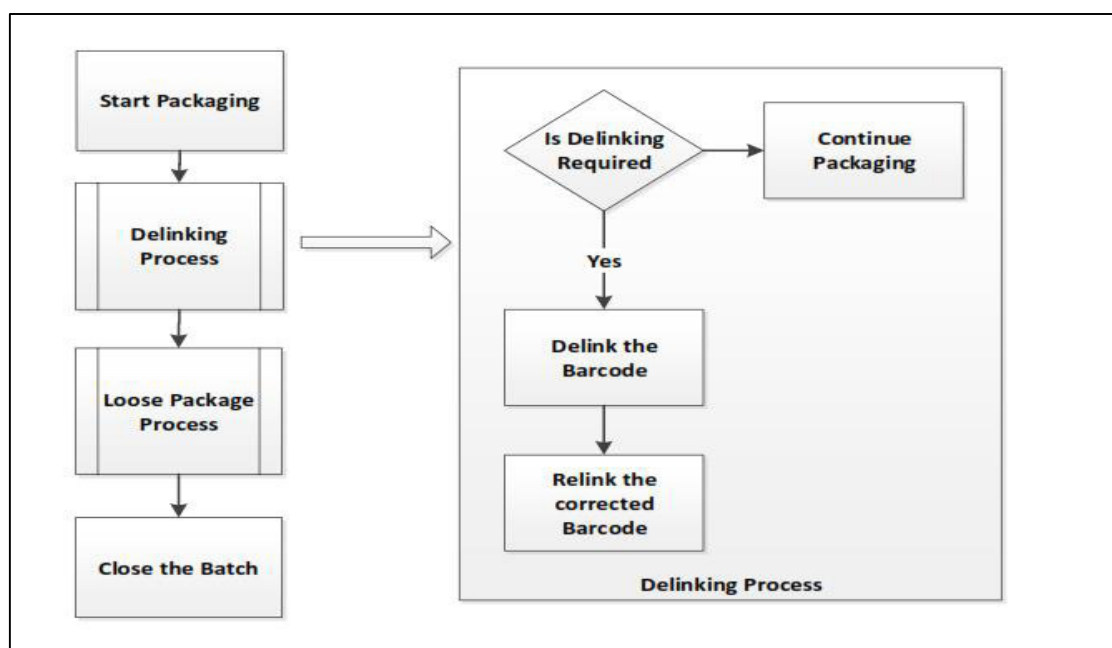 Start Packaging
Delinking
Process
Loose Package
Process
Close the Batch
Is Delinking
Required
Continue
Packaging
Yes
Delink the
Barcode
Relink the
corrected
Barcode
Delinking Process